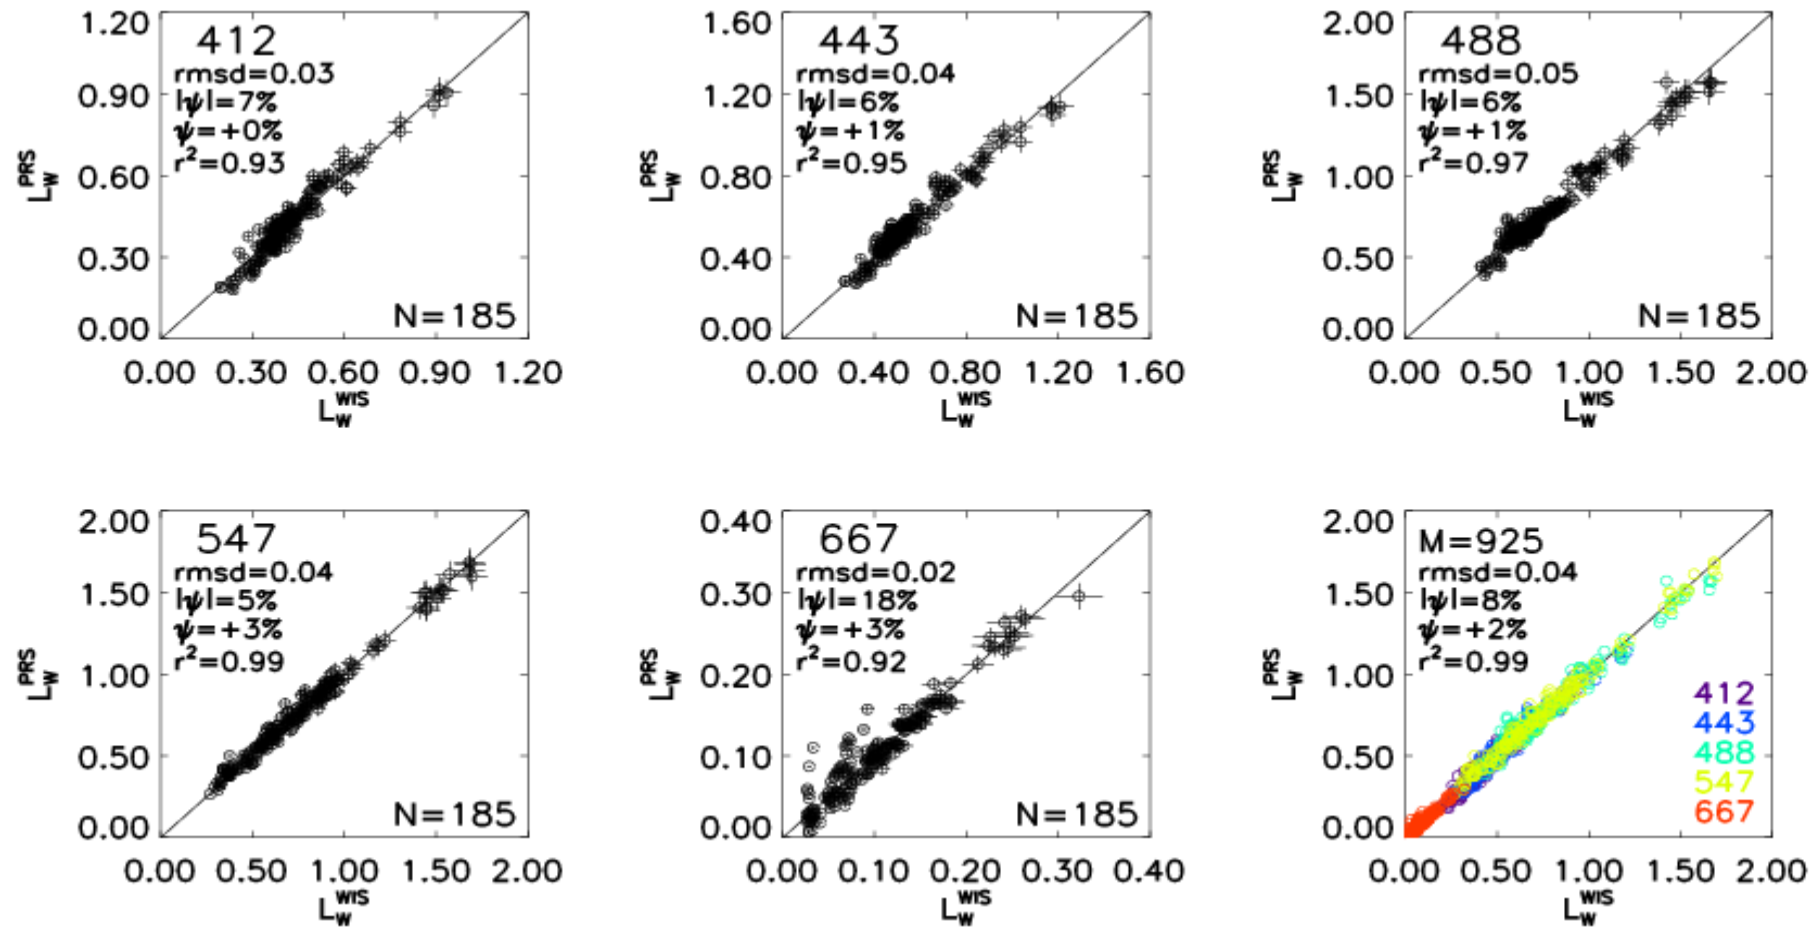 1.20
0.90
0.60
0.30
0.00
412
rmsd=0.03
|ψ|=7%
ψ=+0%
r²=0.93
N=185
0.00 0.30 0.60 0.90 1.20
L_W^PRS
L_W^WIS
1.60
1.20
0.80
0.40
0.00
443
rmsd=0.04
|ψ|=6%
ψ=+1%
r²=0.95
N=185
0.00 0.40 0.80 1.20 1.60
L_W^PRS
L_W^WIS
2.00
1.50
1.00
0.50
0.00
488
rmsd=0.05
|ψ|=6%
ψ=+1%
r²=0.97
N=185
0.00 0.50 1.00 1.50 2.00
L_W^PRS
L_W^WIS
2.00
1.50
1.00
0.50
0.00
547
rmsd=0.04
|ψ|=5%
ψ=+3%
r²=0.99
N=185
0.00 0.50 1.00 1.50 2.00
L_W^PRS
L_W^WIS
0.40
0.30
0.20
0.10
0.00
667
rmsd=0.02
|ψ|=18%
ψ=+3%
r²=0.92
N=185
0.00 0.10 0.20 0.30 0.40
L_W^PRS
L_W^WIS
2.00
1.50
1.00
0.50
0.00
M=925
rmsd=0.04
|ψ|=8%
ψ=+2%
r²=0.99
412
443
488
547
667
0.00 0.50 1.00 1.50 2.00
L_W^PRS
L_W^WIS